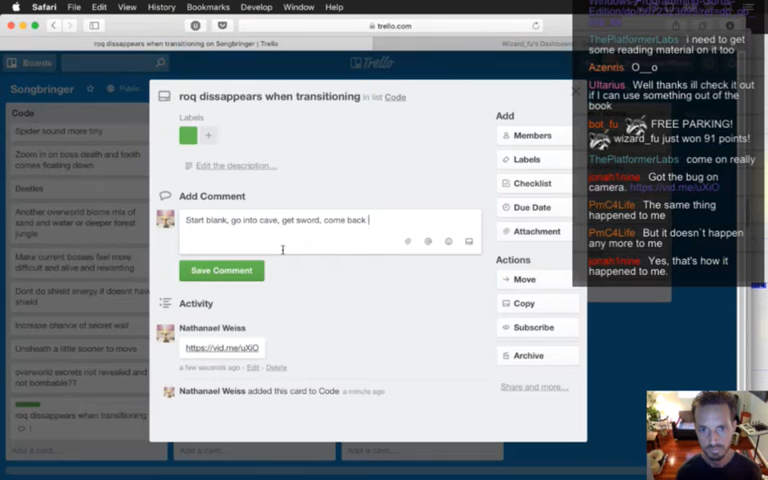 Safari File Edit View History Bookmarks Develop Window Help
trello.com
roq dissappears when transitioning on Songbringer | Trello
Wizard_fu's Dashboard
Boards
Trello
Songbringer
Public
Code
Spider sound more tiny
Zoom in on boss death and tooth
comes floating down
Beetles
Another overworld biome mix of
sand and water or deeper forest
jungle
Make current bosses feel more
difficult and alive and rewarding
Dont do shield energy if doesnt have
shield
Increase chance of secret wall
Unsheath a little sooner to move
overworld secrets not revealed and
not bombable??
roq dissappears when transitioning
1
Add a card...
Add a card...
Add a card...
roq dissappears when transitioning in list Code
Labels
+
Edit the description...
Add Comment
Start blank, go into cave, get sword, come back
Save Comment
Activity
Nathanael Weiss
https://vid.me/uXiO
a few seconds ago - Edit - Delete
Nathanael Weiss added this card to Code a minute ago
Add
Members
Labels
Checklist
Due Date
Attachment
Actions
Move
Copy
Subscribe
Archive
Share and more...
ThePlatformerLabs i need to get
some reading material on it too
Azenris O__o
Ultarius Well thanks ill check it out
if I can use something out of the
book
bot_fu FREE PARKING!
wizard_fu just won 91 points!
ThePlatformerLabs come on really
jonah1nine Got the bug on
camera. https://vid.me/uXiO
PmC4Life The same thing
happened to me
PmC4Life But it doesn´t happen
any more to me
jonah1nine Yes, that's how it
happened to me.